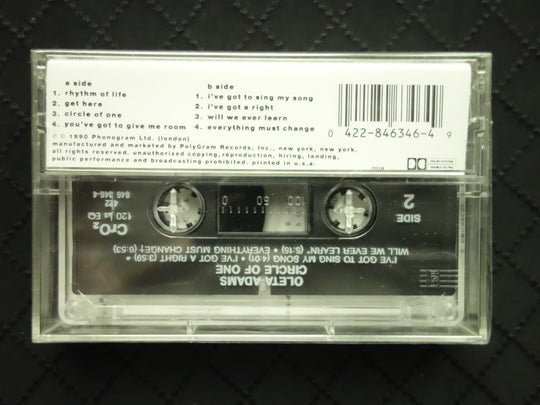 a side
1. rhythm of life
2. get here
3. circle of one
4. you've got to give me room
b side
1. i've got to sing my song
2. i've got a right
3. will we ever learn
4. everything must change
℗ © 1990 Phonogram Ltd. (london)
manufactured and marketed by PolyGram Records, Inc., new york, new york.
all rights reserved. unauthorized copying, reproduction, hiring, lending,
public performance and broadcasting prohibited. printed in u.s.a.
0 422-846346-4 9
OLETA ADAMS
CIRCLE OF ONE
I'VE GOT TO SING MY SONG (4:01) • I'VE GOT A RIGHT (3:59) •
WILL WE EVER LEARN (5:15) • EVERYTHING MUST CHANGE† (6:53)
SIDE
2
100 50 0
CrO2
120 µs EQ
422
846 346-4